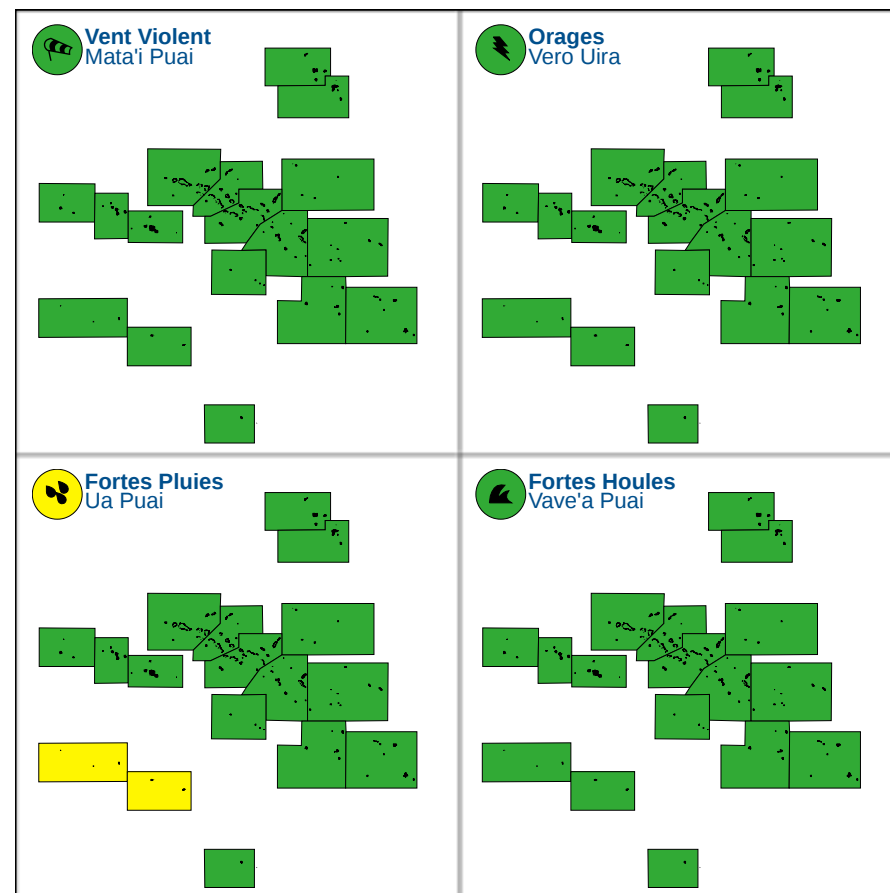 Vent Violent
Mata'i Puai
Orages
Vero Uira
Fortes Pluies
Ua Puai
Fortes Houles
Vave'a Puai